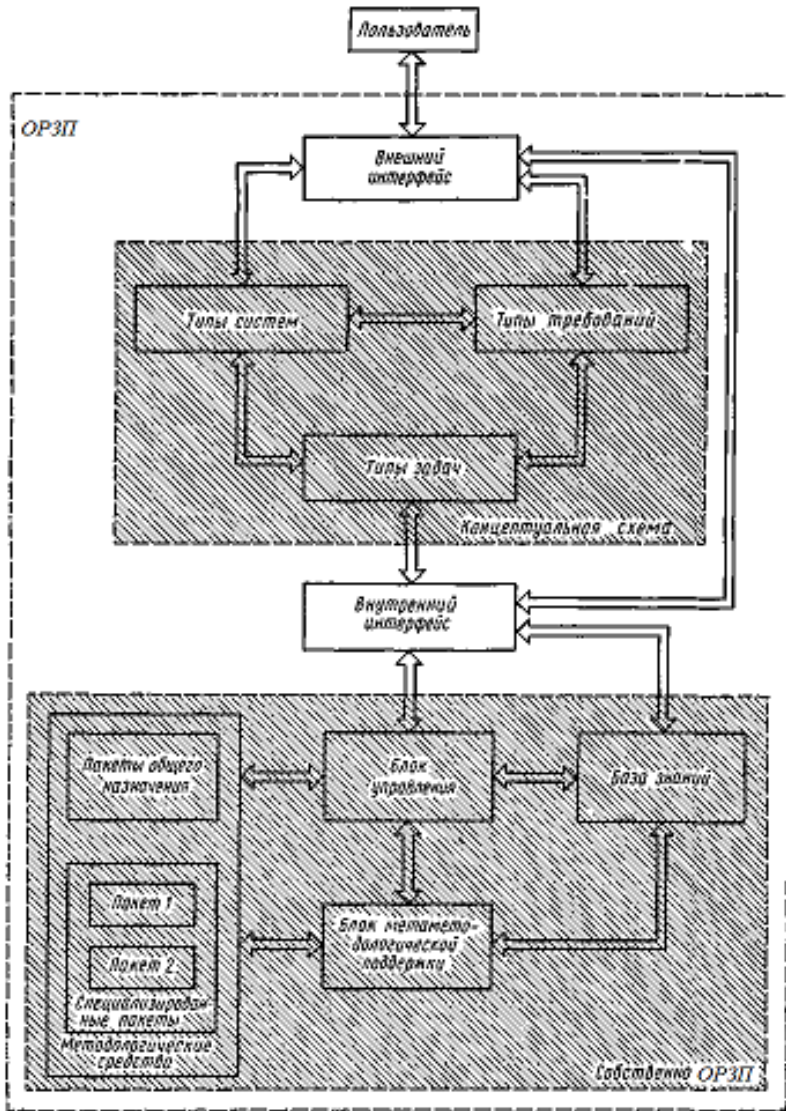 Пользователь
ОРЗП
Внешний
интерфейс
Типы систем
Типы требований
Типы задач
Концептуальная схема
Внутренний
интерфейс
Пакеты общего
назначения
Блок
управления
База знаний
Пакет 1
Пакет 2
Специализирован-
ные пакеты
Методологические
средства
Блок метамето-
дологической
поддержки
Собственно ОРЗП